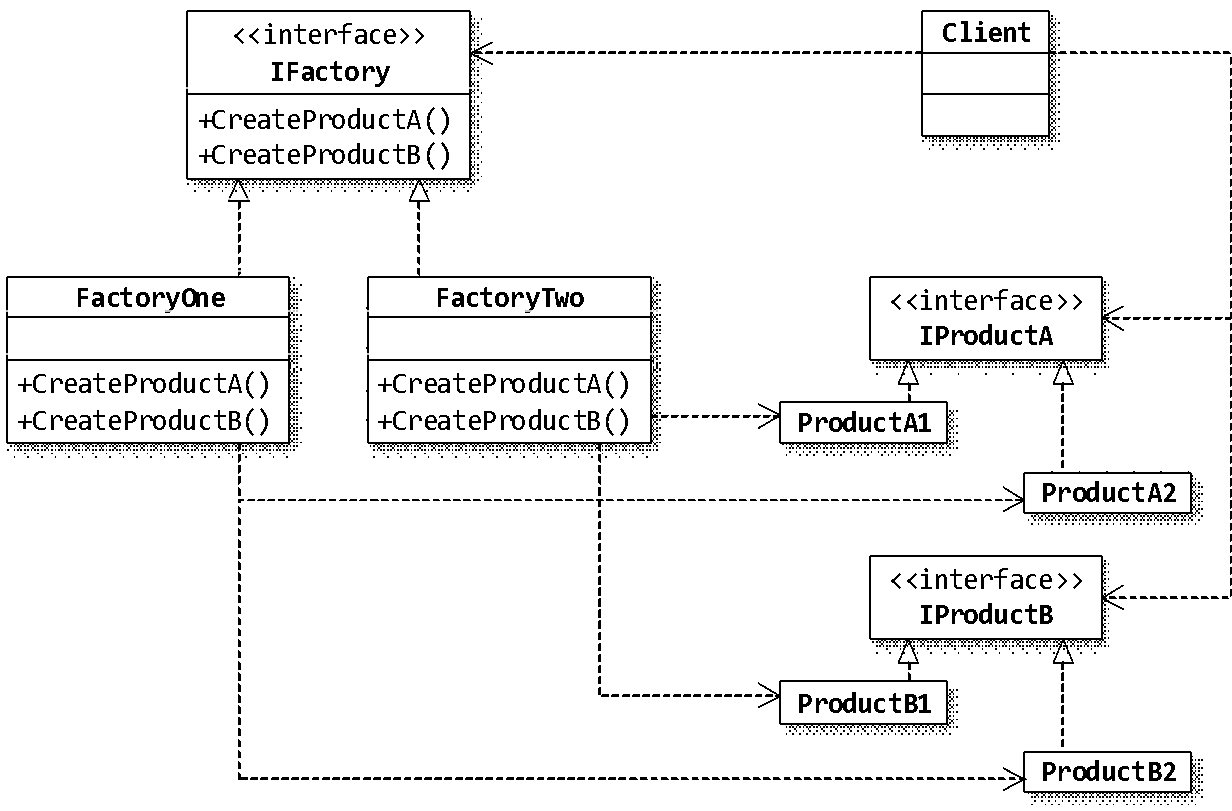 <<interface>>
IFactory
+CreateProductA()
+CreateProductB()
Client
FactoryOne
+CreateProductA()
+CreateProductB()
FactoryTwo
+CreateProductA()
+CreateProductB()
<<interface>>
IProductA
ProductA1
ProductA2
<<interface>>
IProductB
ProductB1
ProductB2